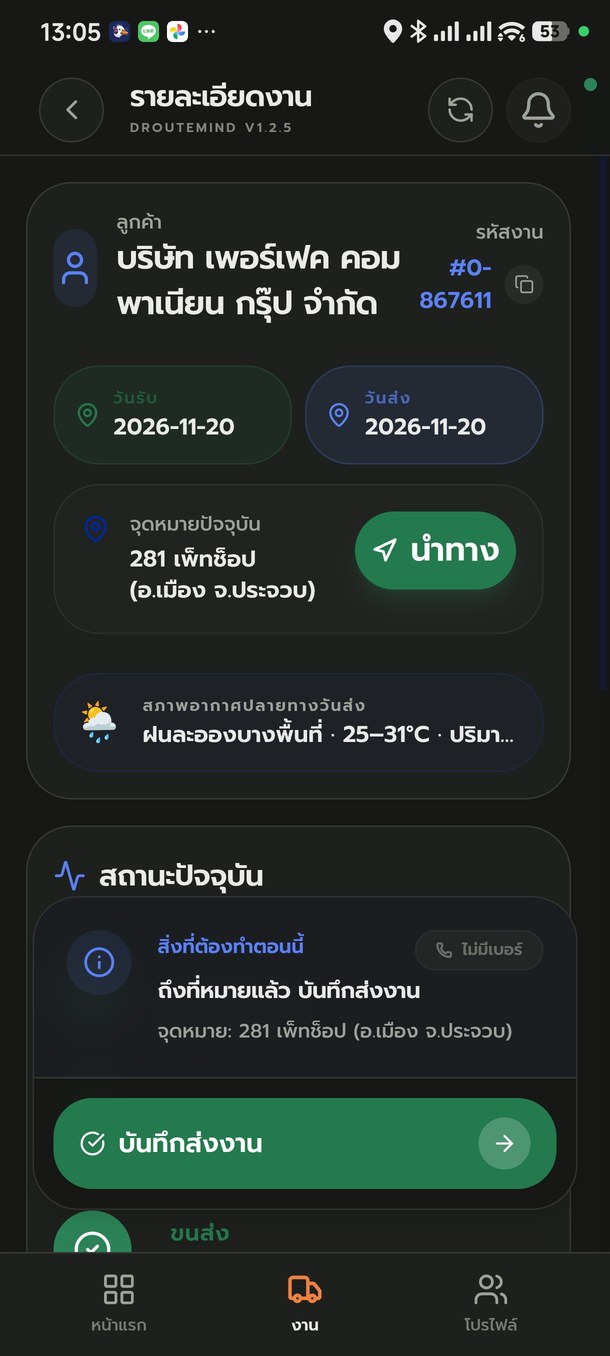 13:05
53
รายละเอียดงาน
DROUTEMIND V1.2.5
ลูกค้า
บริษัท เพอร์เฟค คอม
พาเนียน กรุ๊ป จำกัด
รหัสงาน
#0-
867611
วันรับ
2026-11-20
วันส่ง
2026-11-20
จุดหมายปัจจุบัน
281 เพ็ทช็อป
(อ.เมือง จ.ประจวบ)
นำทาง
สภาพอากาศปลายทางวันส่ง
ฝนละอองบางพื้นที่ · 25–31°C · ปริมา...
สถานะปัจจุบัน
สิ่งที่ต้องทำตอนนี้
ไม่มีเบอร์
ถึงที่หมายแล้ว บันทึกส่งงาน
จุดหมาย: 281 เพ็ทช็อป (อ.เมือง จ.ประจวบ)
บันทึกส่งงาน
ขนส่ง
หน้าแรก
งาน
โปรไฟล์